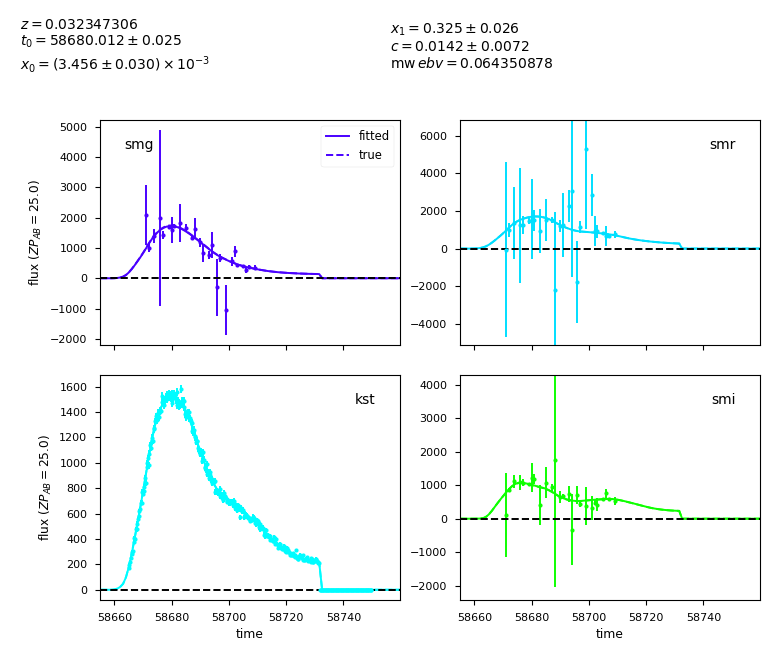 z = 0.032347306
t₀ = 58680.012 ± 0.025
x₀ = (3.456 ± 0.030) × 10⁻³
x₁ = 0.325 ± 0.026
c = 0.0142 ± 0.0072
mwebv = 0.064350878
smg
fitted
true
5000
4000
3000
2000
1000
0
−1000
−2000
flux (ZP_AB = 25.0)
smr
6000
4000
2000
0
−2000
−4000
kst
1600
1400
1200
1000
800
600
400
200
0
flux (ZP_AB = 25.0)
58660 58680 58700 58720 58740
time
smi
4000
3000
2000
1000
0
−1000
−2000
58660 58680 58700 58720 58740
time